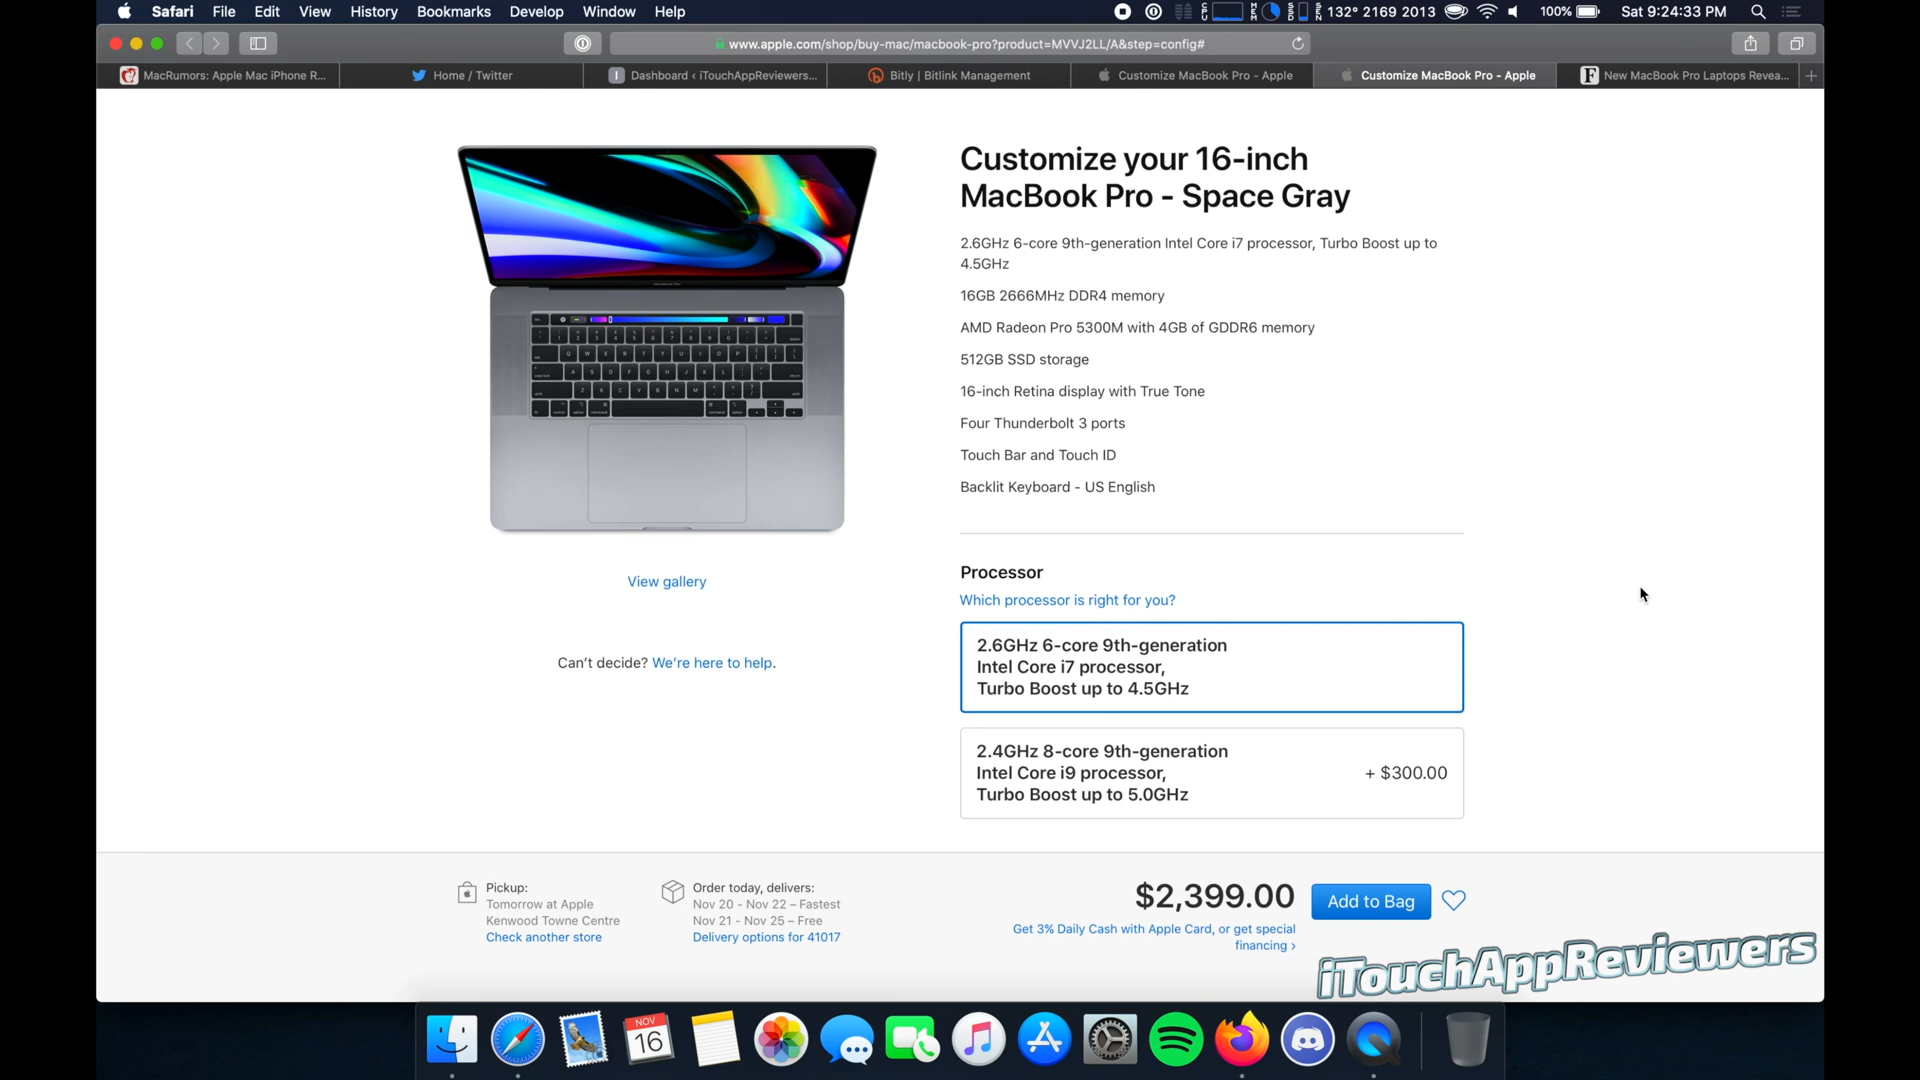 Safari File Edit View History Bookmarks Develop Window Help
132° 2169 2013 100% Sat 9:24:33 PM
www.apple.com/shop/buy-mac/macbook-pro?product=MVVJ2LL/A&step=config#
MacRumors: Apple Mac iPhone R...
Home / Twitter
Dashboard ‹ iTouchAppReviewers...
Bitly | Bitlink Management
Customize MacBook Pro - Apple
Customize MacBook Pro - Apple
New MacBook Pro Laptops Revea...
Customize your 16-inch
MacBook Pro - Space Gray
2.6GHz 6-core 9th-generation Intel Core i7 processor, Turbo Boost up to
4.5GHz
16GB 2666MHz DDR4 memory
AMD Radeon Pro 5300M with 4GB of GDDR6 memory
512GB SSD storage
16-inch Retina display with True Tone
Four Thunderbolt 3 ports
Touch Bar and Touch ID
Backlit Keyboard - US English
View gallery
Can't decide? We're here to help.
Processor
Which processor is right for you?
2.6GHz 6-core 9th-generation
Intel Core i7 processor,
Turbo Boost up to 4.5GHz
2.4GHz 8-core 9th-generation
Intel Core i9 processor,
Turbo Boost up to 5.0GHz
+ $300.00
Pickup:
Tomorrow at Apple
Kenwood Towne Centre
Check another store
Order today, delivers:
Nov 20 - Nov 22 – Fastest
Nov 21 - Nov 25 – Free
Delivery options for 41017
$2,399.00
Add to Bag
Get 3% Daily Cash with Apple Card, or get special
financing ›
iTouchAppReviewers
NOV
16